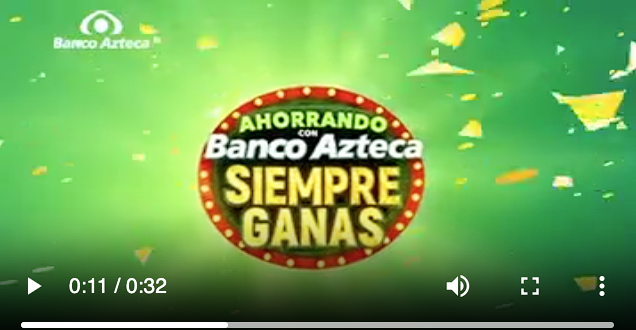 Banco Azteca
AHORRANDO
CON
Banco Azteca
SIEMPRE
GANAS
0:11 / 0:32